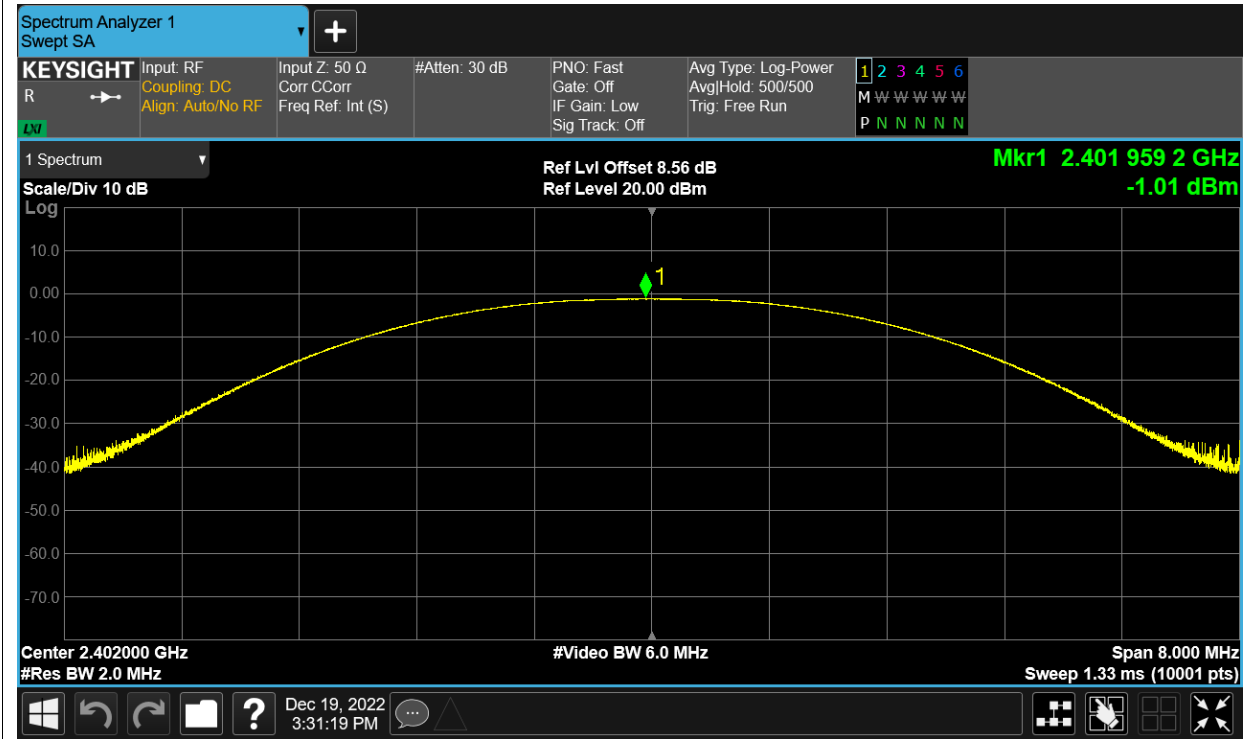 Spectrum Analyzer 1
Swept SA
KEYSIGHT
R
LXI
Input: RF
Coupling: DC
Align: Auto/No RF
Input Z: 50 Ω
Corr CCorr
Freq Ref: Int (S)
#Atten: 30 dB
PNO: Fast
Gate: Off
IF Gain: Low
Sig Track: Off
Avg Type: Log-Power
Avg|Hold: 500/500
Trig: Free Run
1 2 3 4 5 6
M W W W W W
P N N N N N
1 Spectrum
Scale/Div 10 dB
Log
Ref Lvl Offset 8.56 dB
Ref Level 20.00 dBm
Mkr1 2.401 959 2 GHz
-1.01 dBm
1
10.0
0.00
-10.0
-20.0
-30.0
-40.0
-50.0
-60.0
-70.0
Center 2.402000 GHz
#Res BW 2.0 MHz
#Video BW 6.0 MHz
Span 8.000 MHz
Sweep 1.33 ms (10001 pts)
?
Dec 19, 2022
3:31:19 PM